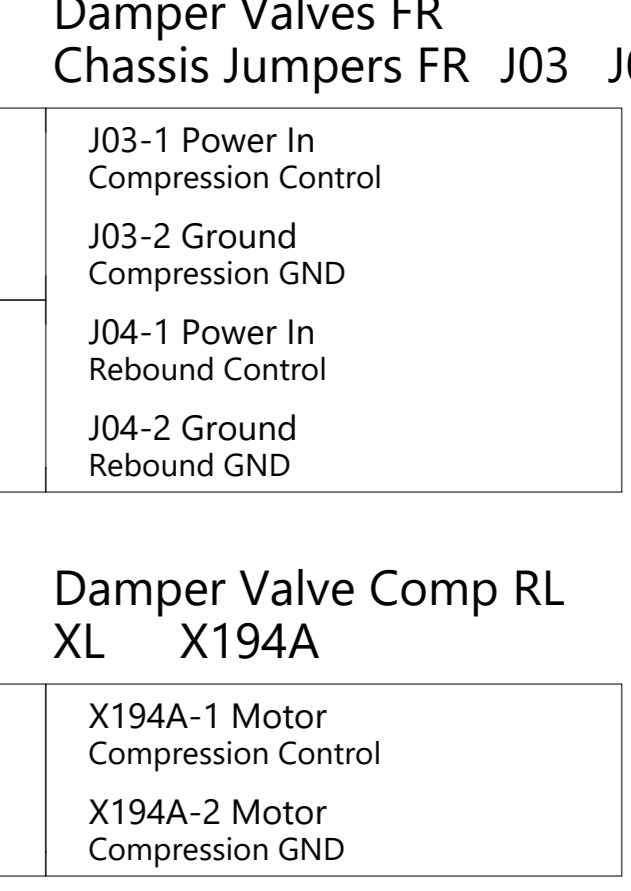 Damper Valves FR
Chassis Jumpers FR J03
J03-1 Power In
Compression Control
J03-2 Ground
Compression GND
J04-1 Power In
Rebound Control
J04-2 Ground
Rebound GND
Damper Valve Comp RL
XL X194A
X194A-1 Motor
Compression Control
X194A-2 Motor
Compression GND